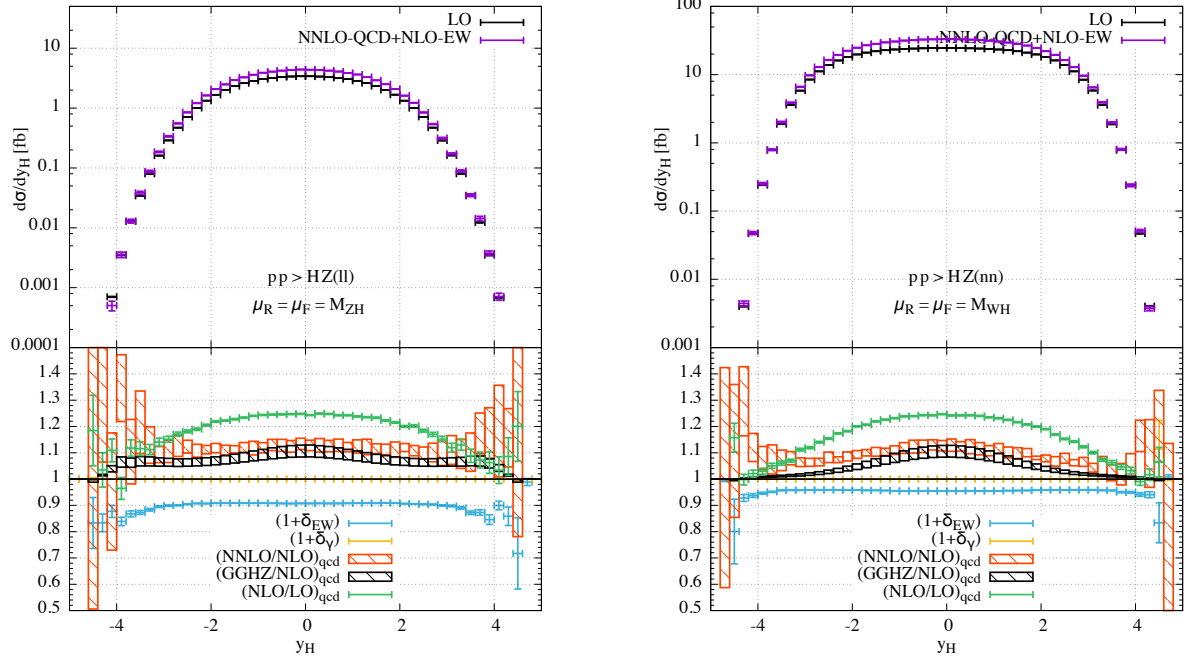 LO
NNLO-QCD+NLO-EW
10
1
0.1
0.01
0.001
0.0001
dσ/dy_H [fb]
pp > HZ(ll)
μ_R = μ_F = M_ZH
1.4
1.3
1.2
1.1
1
0.9
0.8
0.7
0.6
0.5
(1+δ_EW)
(1+δ_γ)
(NNLO/NLO)_qcd
(GGHZ/NLO)_qcd
(NLO/LO)_qcd
-4 -2 0 2 4
y_H
LO
NNLO-QCD+NLO-EW
100
10
1
0.1
0.01
0.001
dσ/dy_H [fb]
pp > HZ(nn)
μ_R = μ_F = M_WH
1.4
1.3
1.2
1.1
1
0.9
0.8
0.7
0.6
0.5
(1+δ_EW)
(1+δ_γ)
(NNLO/NLO)_qcd
(GGHZ/NLO)_qcd
(NLO/LO)_qcd
-4 -2 0 2 4
y_H